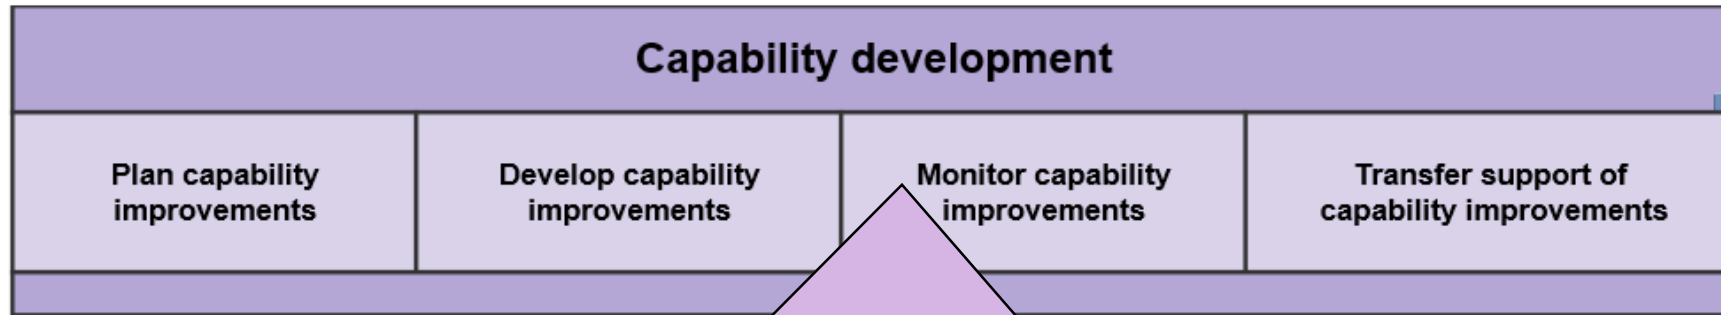 Capability development
Plan capability
improvements
Develop capability
improvements
Monitor capability
improvements
Transfer support of
capability improvements